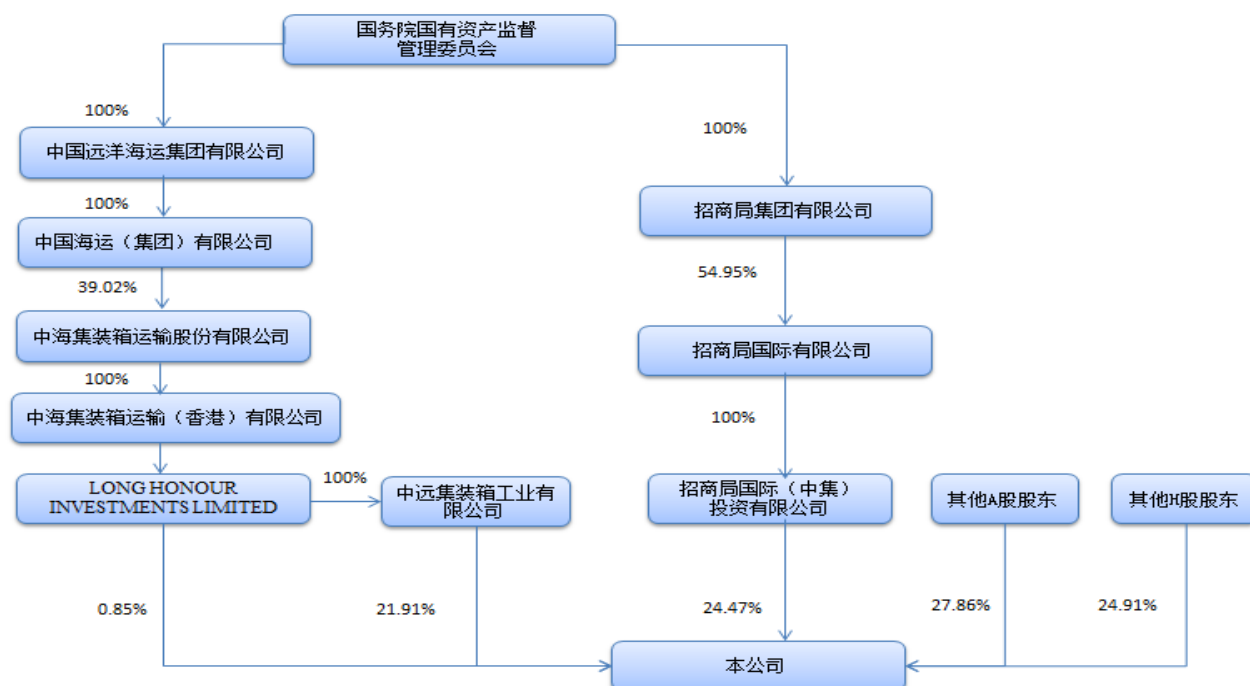 国务院国有资产监督
管理委员会
100%
中国远洋海运集团有限公司
100%
中国海运（集团）有限公司
39.02%
中海集装箱运输股份有限公司
100%
中海集装箱运输（香港）有限公司
LONG HONOUR
INVESTMENTS LIMITED
100%
中远集装箱工业有
限公司
0.85%
21.91%
100%
招商局集团有限公司
54.95%
招商局国际有限公司
100%
招商局国际（中集）
投资有限公司
24.47%
其他A股股东
27.86%
其他H股股东
24.91%
本公司